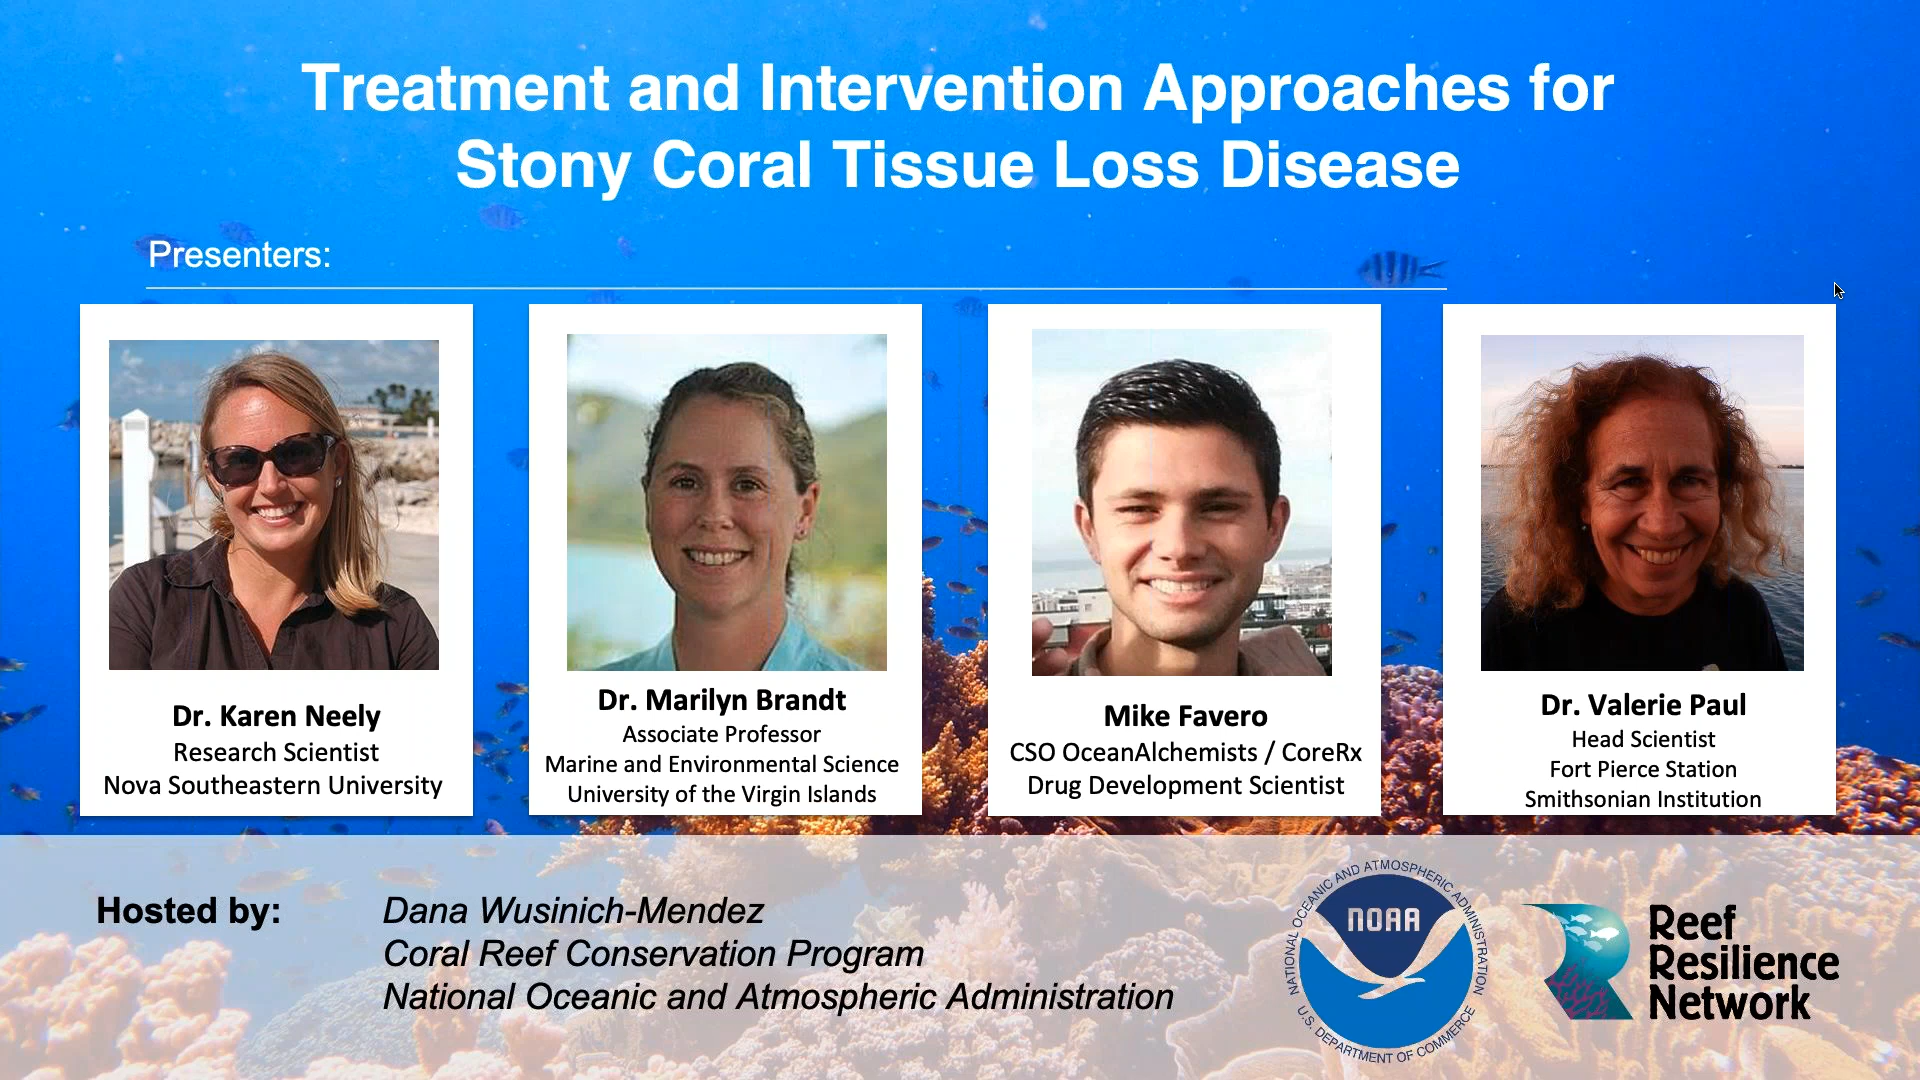 Treatment and Intervention Approaches for
Stony Coral Tissue Loss Disease
Presenters:
Dr. Karen Neely
Research Scientist
Nova Southeastern University
Dr. Marilyn Brandt
Associate Professor
Marine and Environmental Science
University of the Virgin Islands
Mike Favero
CSO OceanAlchemists / CoreRx
Drug Development Scientist
Dr. Valerie Paul
Head Scientist
Fort Pierce Station
Smithsonian Institution
Hosted by:
Dana Wusinich-Mendez
Coral Reef Conservation Program
National Oceanic and Atmospheric Administration
NATIONAL OCEANIC AND ATMOSPHERIC ADMINISTRATION
NOAA
U.S. DEPARTMENT OF COMMERCE
Reef
Resilience
Network